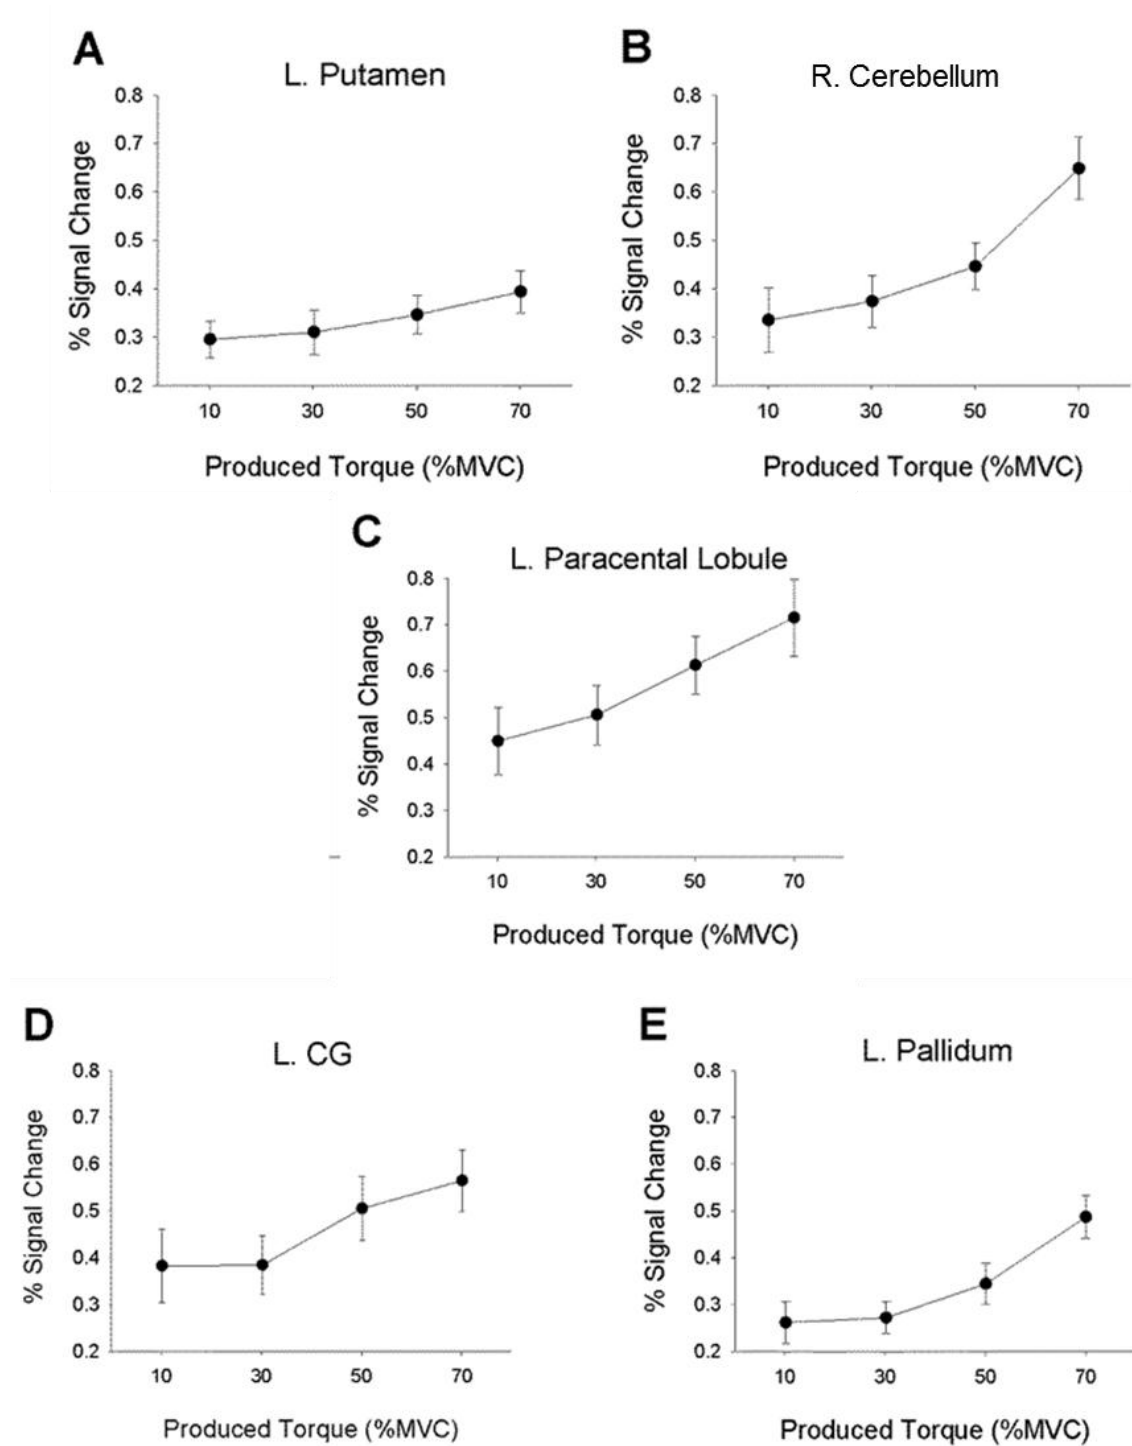 A
L. Putamen
0.8
0.7
0.6
0.5
0.4
0.3
0.2
% Signal Change
10 30 50 70
Produced Torque (%MVC)
B
R. Cerebellum
0.8
0.7
0.6
0.5
0.4
0.3
0.2
% Signal Change
10 30 50 70
Produced Torque (%MVC)
C
L. Paracental Lobule
0.8
0.7
0.6
0.5
0.4
0.3
0.2
% Signal Change
10 30 50 70
Produced Torque (%MVC)
D
L. CG
0.8
0.7
0.6
0.5
0.4
0.3
0.2
% Signal Change
10 30 50 70
Produced Torque (%MVC)
E
L. Pallidum
0.8
0.7
0.6
0.5
0.4
0.3
0.2
% Signal Change
10 30 50 70
Produced Torque (%MVC)